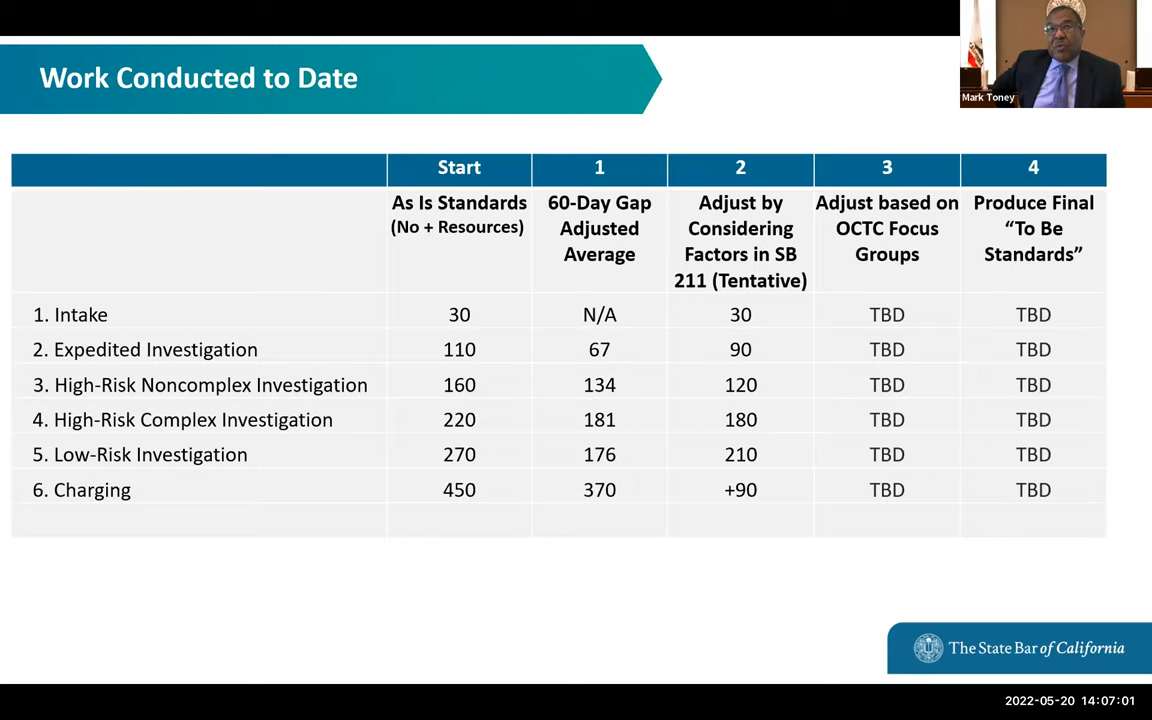 Work Conducted to Date
Mark Toney
Start 1 2 3 4
As Is Standards (No + Resources) 60-Day Gap Adjusted Average Adjust by Considering Factors in SB 211 (Tentative) Adjust based on OCTC Focus Groups Produce Final “To Be Standards”
1. Intake 30 N/A 30 TBD TBD
2. Expedited Investigation 110 67 90 TBD TBD
3. High-Risk Noncomplex Investigation 160 134 120 TBD TBD
4. High-Risk Complex Investigation 220 181 180 TBD TBD
5. Low-Risk Investigation 270 176 210 TBD TBD
6. Charging 450 370 +90 TBD TBD
The State Bar of California
2022-05-20 14:07:01